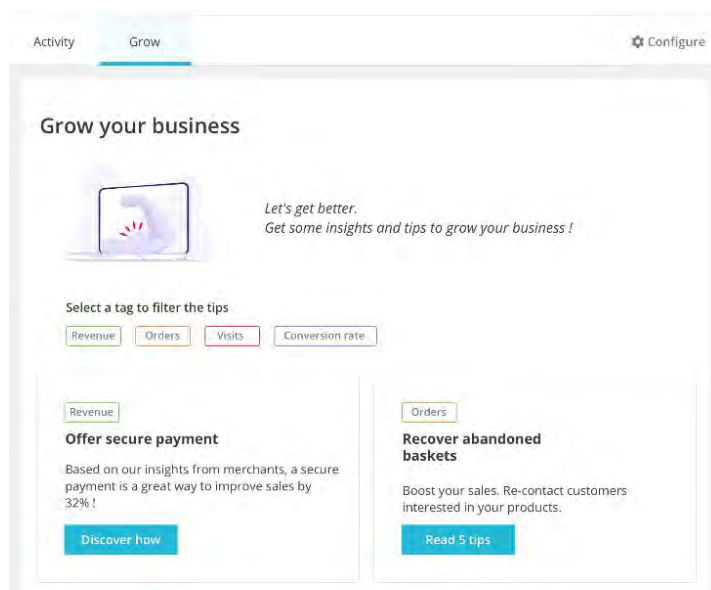 Activity
Grow
Configure
Grow your business
Let's get better.
Get some insights and tips to grow your business !
Select a tag to filter the tips
Revenue
Orders
Visits
Conversion rate
Revenue
Offer secure payment
Based on our insights from merchants, a secure
payment is a great way to improve sales by
32% !
Discover how
Orders
Recover abandoned
baskets
Boost your sales. Re-contact customers
interested in your products.
Read 5 tips